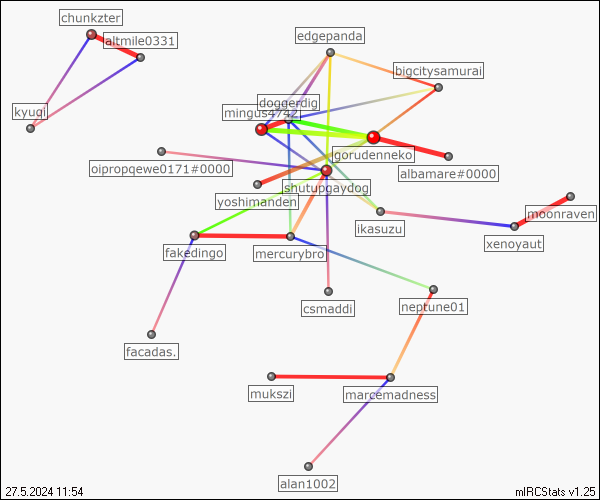 chunkzter
altmile0331
edgepanda
bigcitysamurai
doggerdig
mingus4742
kyuqi
gorudenneko
oipropqewe0171#0000
albamare#0000
shutupgaydog
yoshimanden
moonraven
ikasuzu
xenoyaut
fakedingo
mercurybro
csmaddi
neptune01
facadas.
mukszi
marcemadness
alan1002
27.5.2024 11:54
mIRCStats v1.25